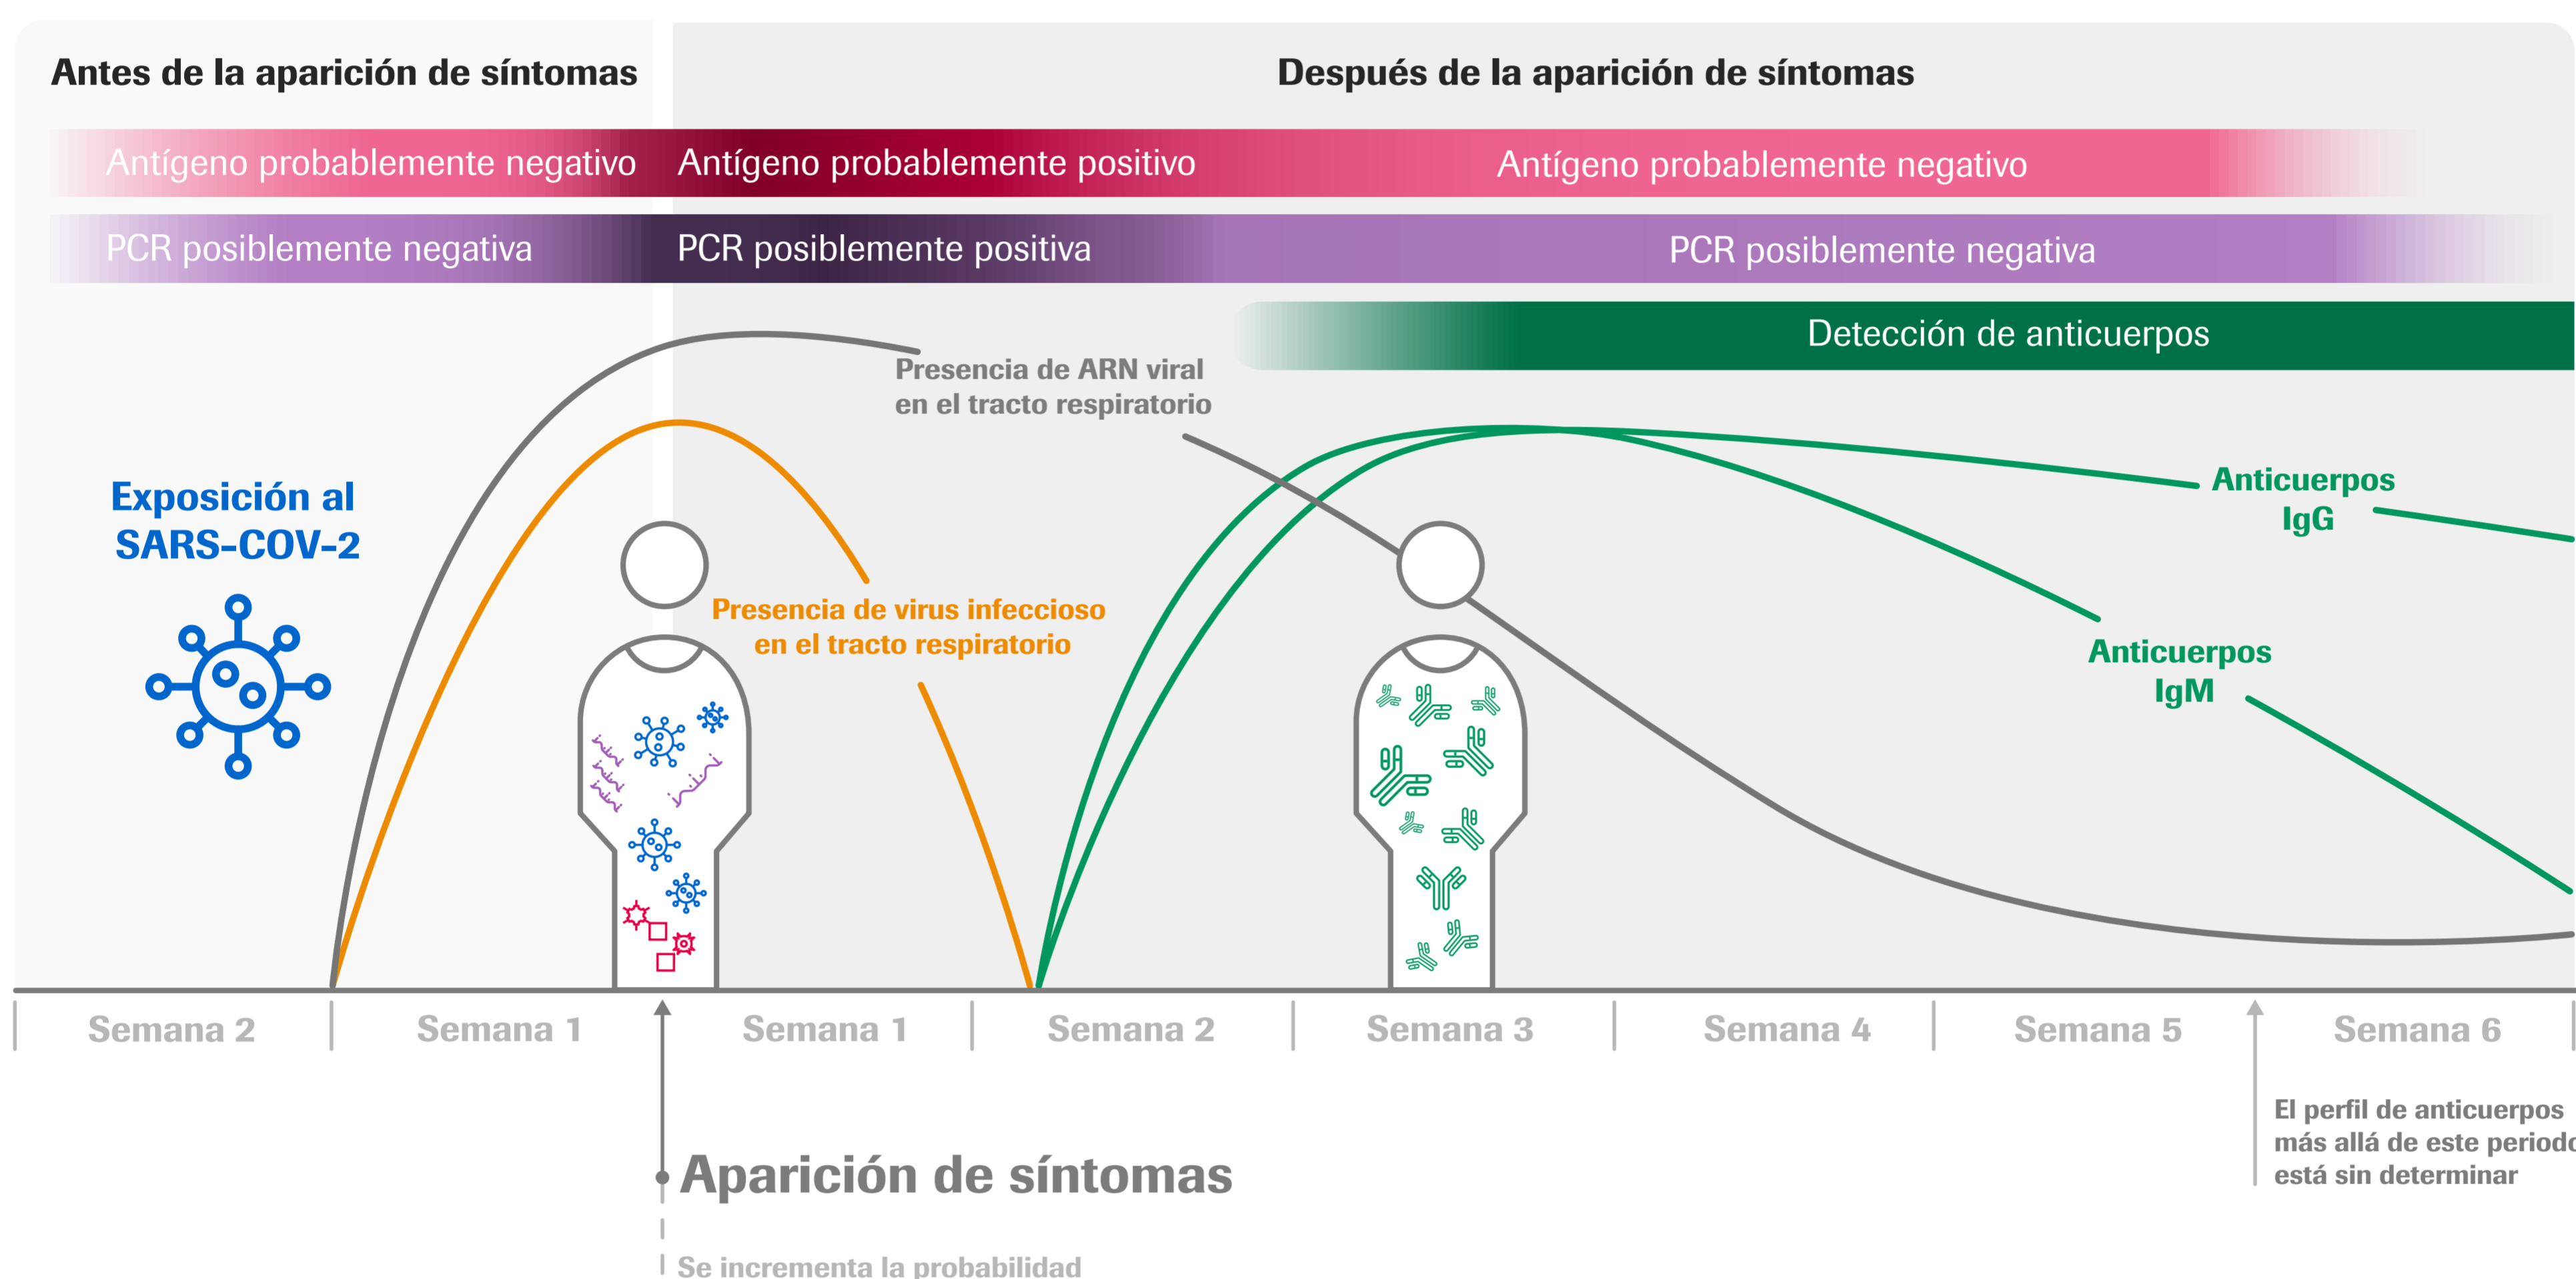 Antes de la aparición de síntomas
Después de la aparición de síntomas
Antígeno probablemente negativo
Antígeno probablemente positivo
Antígeno probablemente negativo
PCR posiblemente negativa
PCR posiblemente positiva
PCR posiblemente negativa
Detección de anticuerpos
Presencia de ARN viral
en el tracto respiratorio
Exposición al
SARS-COV-2
Anticuerpos
IgG
Presencia de virus infeccioso
en el tracto respiratorio
Anticuerpos
IgM
Semana 2
Semana 1
Semana 1
Semana 2
Semana 3
Semana 4
Semana 5
Semana 6
El perfil de anticuerpos
más allá de este periodo
está sin determinar
Aparición de síntomas
Se incrementa la probabilidad